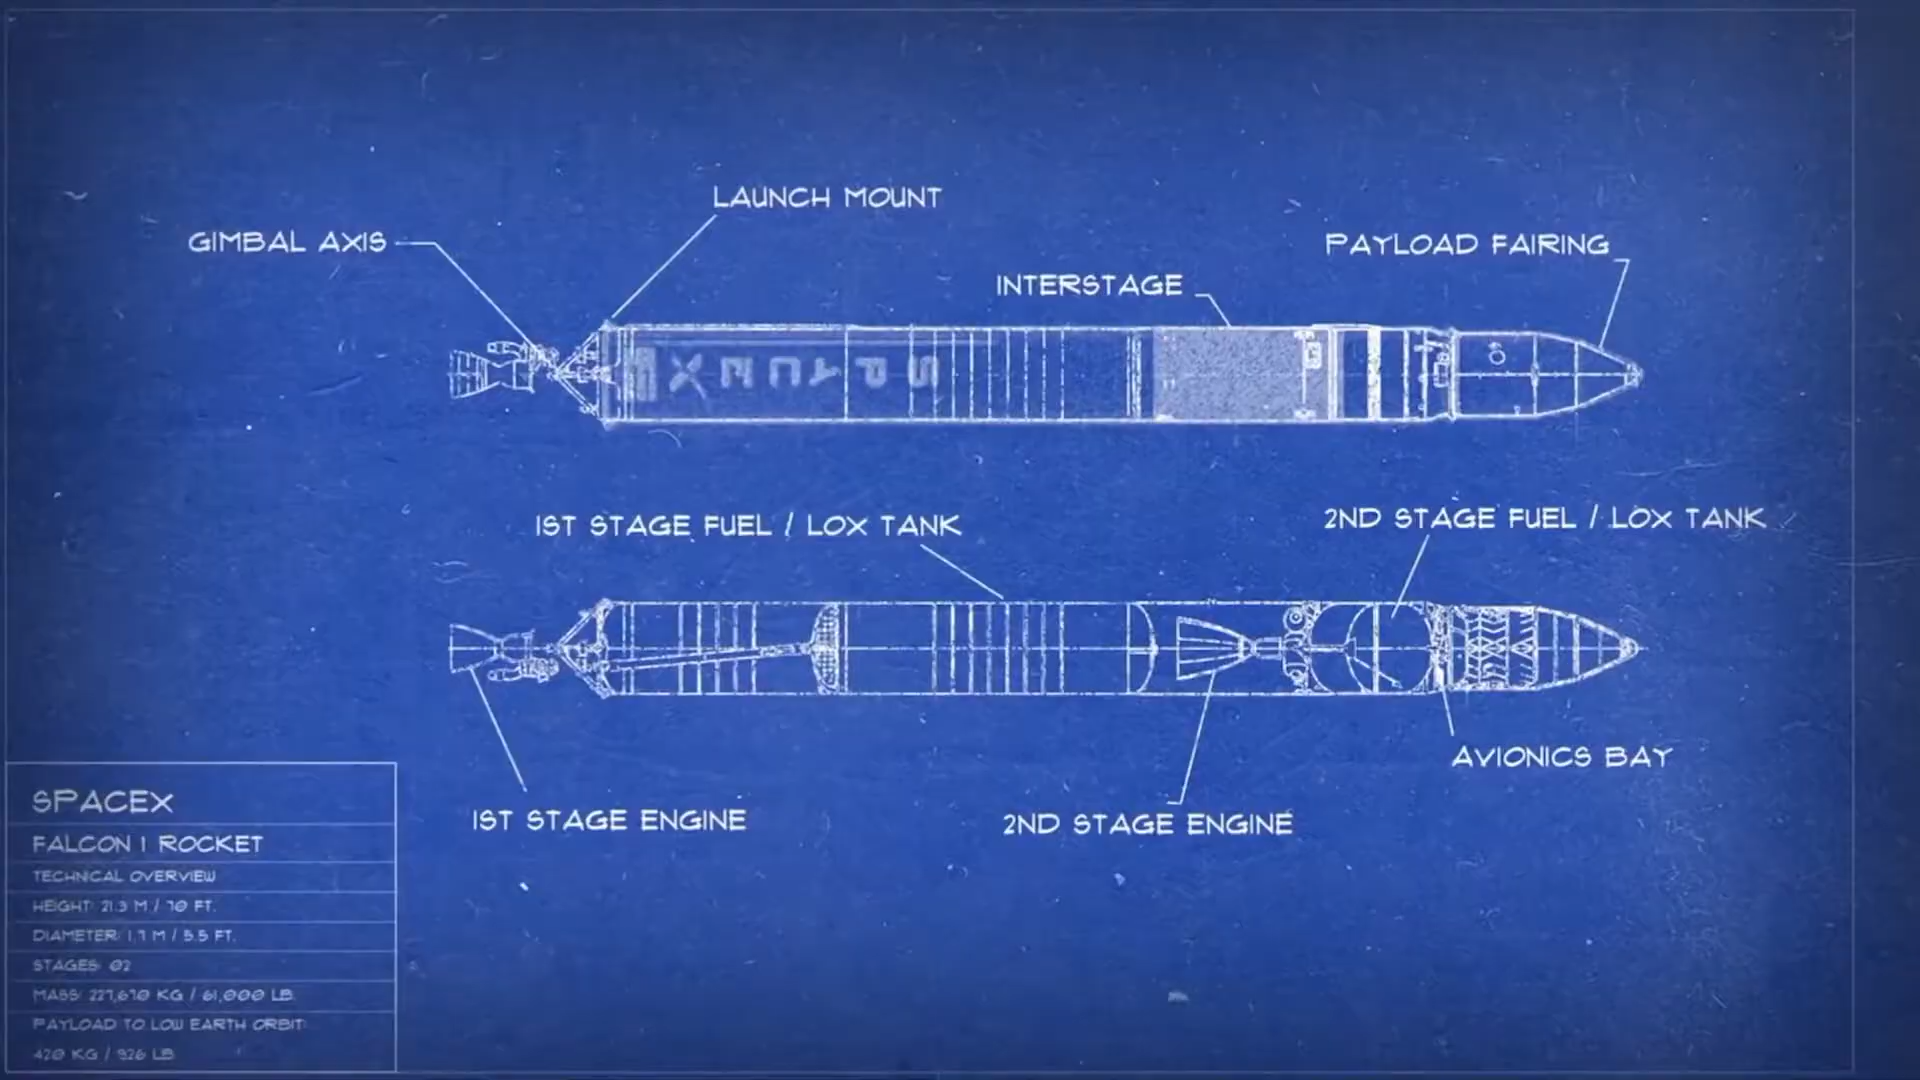 LAUNCH MOUNT
GIMBAL AXIS
PAYLOAD FAIRING
INTERSTAGE
SPACEX
1ST STAGE FUEL / LOX TANK
2ND STAGE FUEL / LOX TANK
AVIONICS BAY
1ST STAGE ENGINE
2ND STAGE ENGINE
SPACEX
FALCON 1 ROCKET
TECHNICAL OVERVIEW
HEIGHT: 21.3 M / 70 FT.
DIAMETER: 1.7 M / 5.5 FT.
STAGES: 02
MASS: 227,670 KG / 61,000 LB.
PAYLOAD TO LOW EARTH ORBIT:
420 KG / 926 LB